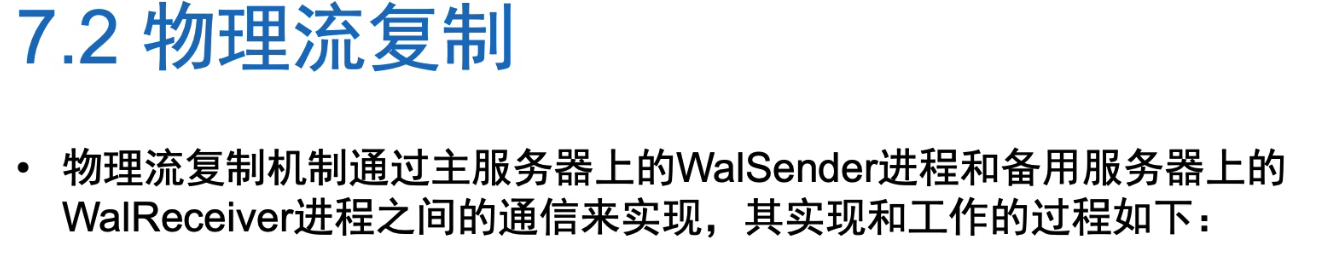 7.2 物理流复制
• 物理流复制机制通过主服务器上的WalSender进程和备用服务器上的
WalReceiver进程之间的通信来实现，其实现和工作的过程如下：